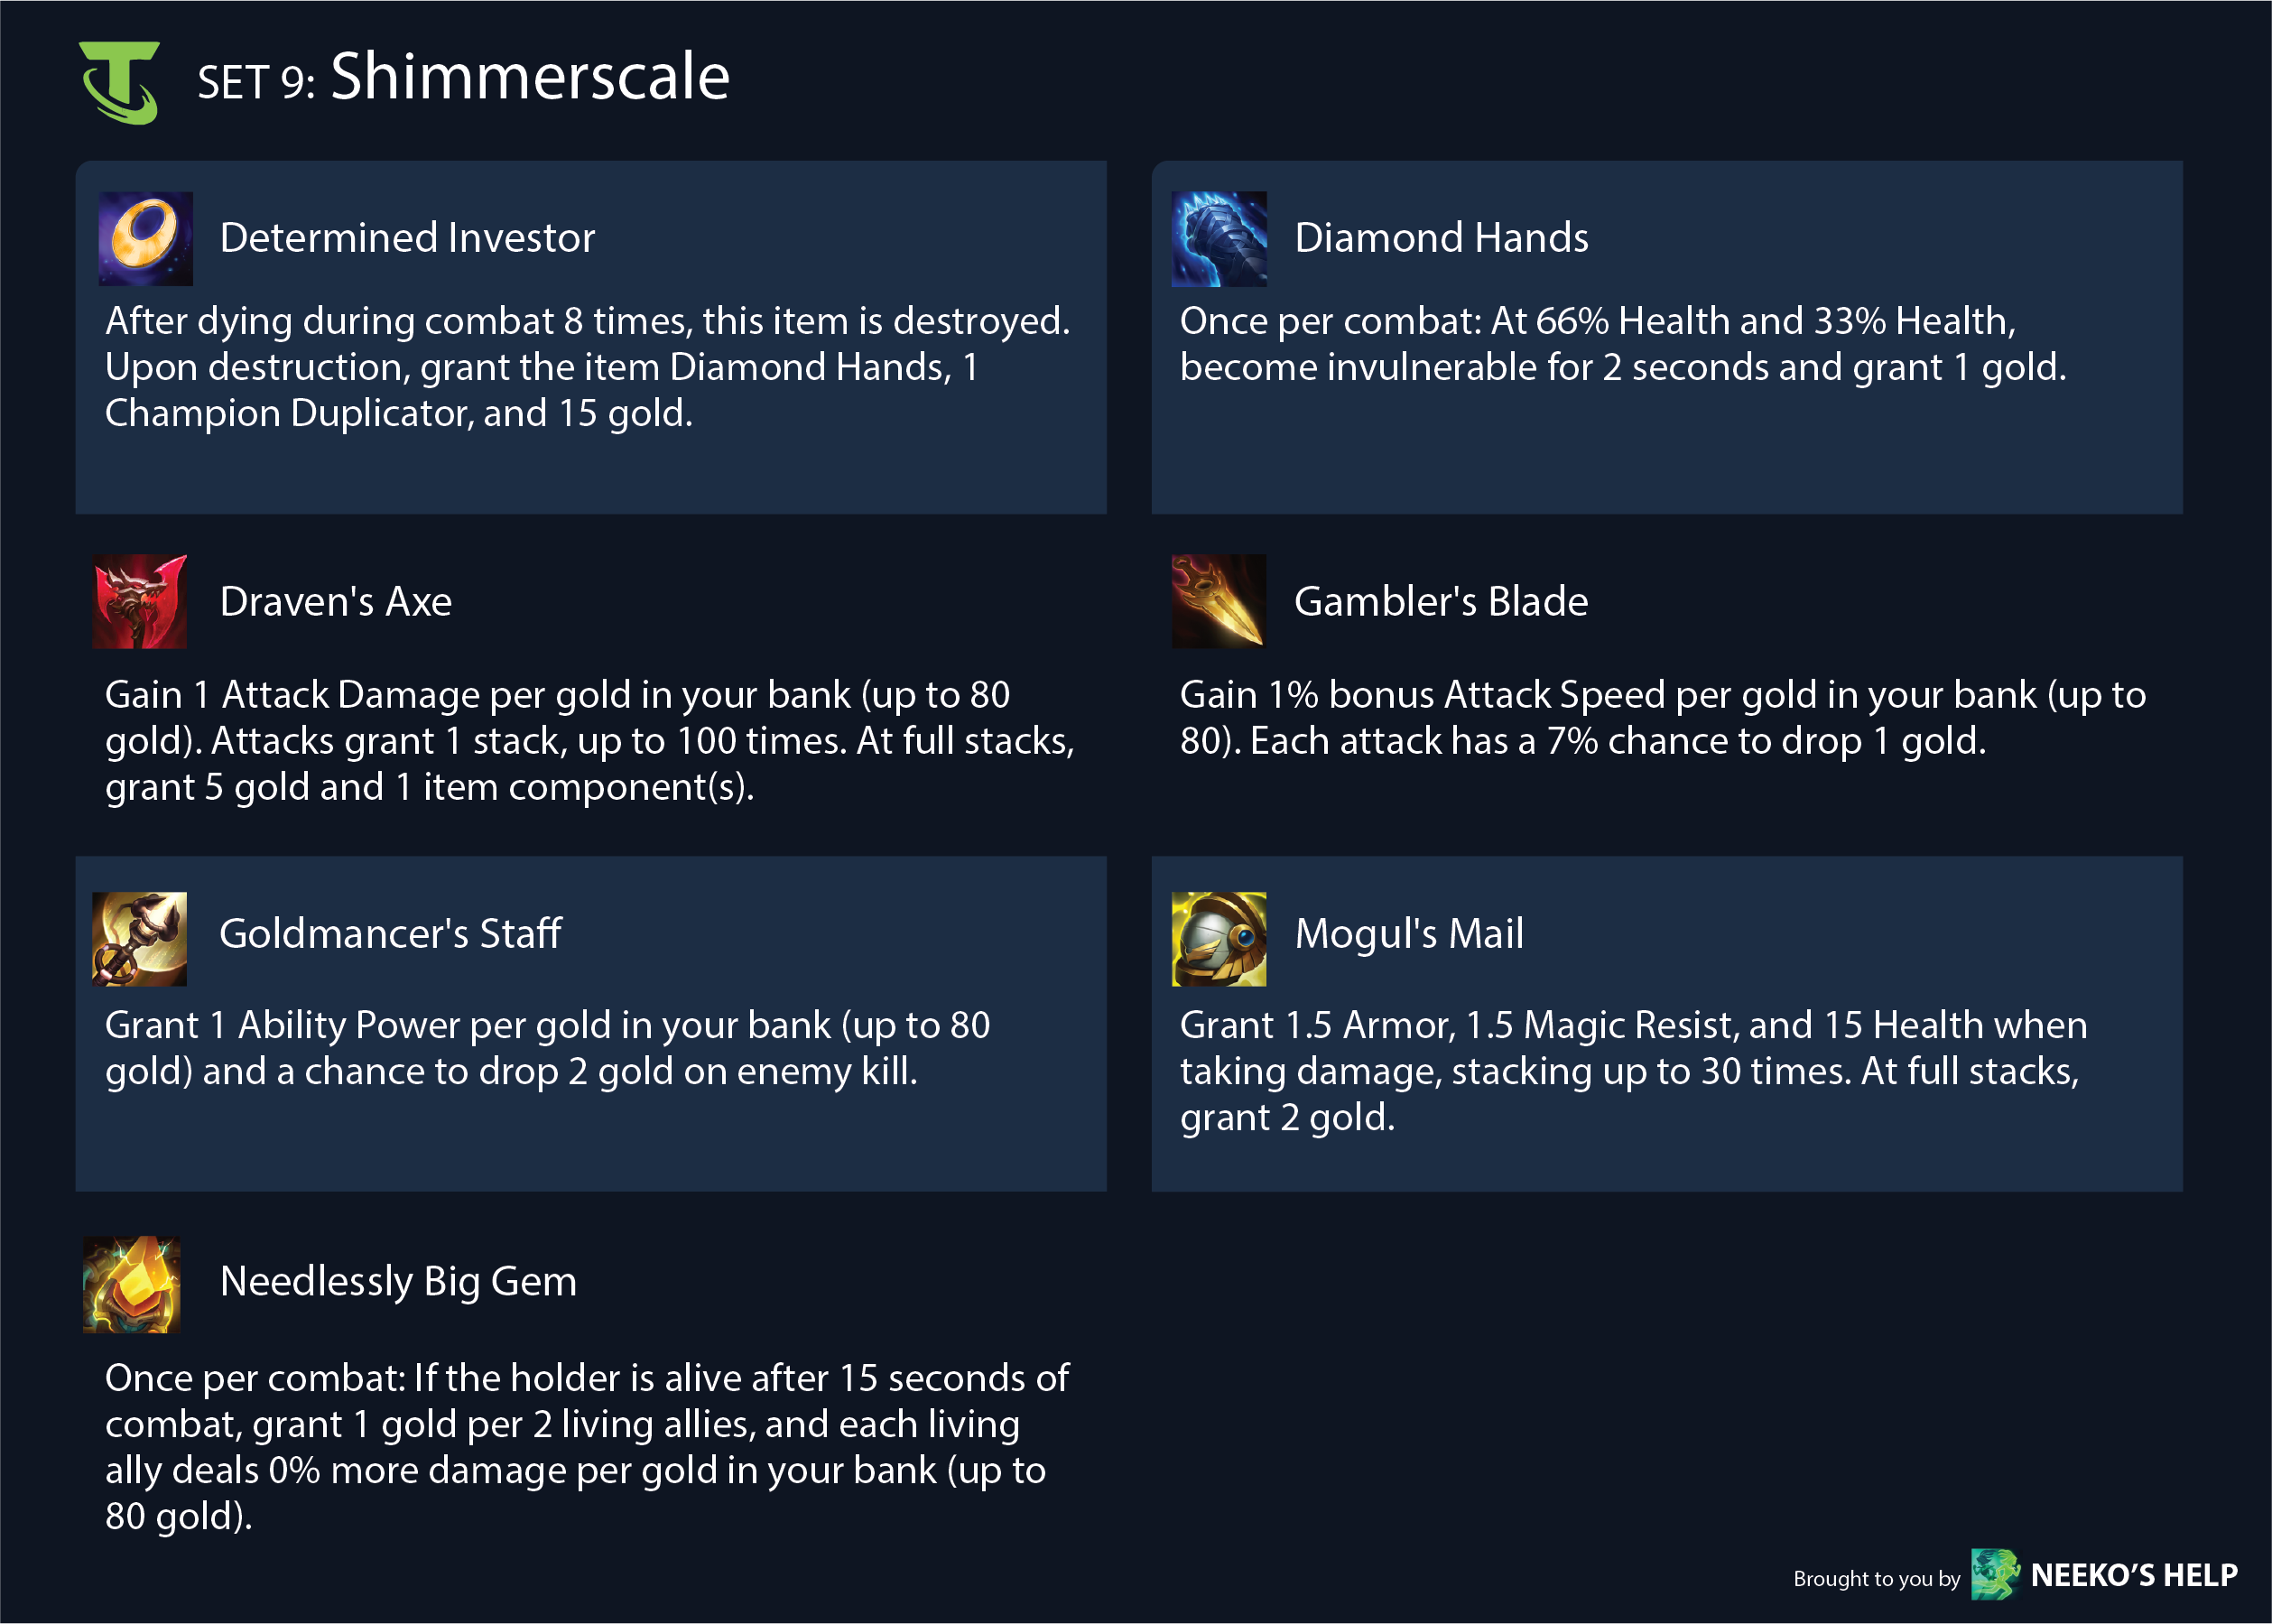 SET 9: Shimmerscale
Determined Investor
After dying during combat 8 times, this item is destroyed.
Upon destruction, grant the item Diamond Hands, 1
Champion Duplicator, and 15 gold.
Diamond Hands
Once per combat: At 66% Health and 33% Health,
become invulnerable for 2 seconds and grant 1 gold.
Draven's Axe
Gain 1 Attack Damage per gold in your bank (up to 80
gold). Attacks grant 1 stack, up to 100 times. At full stacks,
grant 5 gold and 1 item component(s).
Gambler's Blade
Gain 1% bonus Attack Speed per gold in your bank (up to
80). Each attack has a 7% chance to drop 1 gold.
Goldmancer's Staff
Grant 1 Ability Power per gold in your bank (up to 80
gold) and a chance to drop 2 gold on enemy kill.
Mogul's Mail
Grant 1.5 Armor, 1.5 Magic Resist, and 15 Health when
taking damage, stacking up to 30 times. At full stacks,
grant 2 gold.
Needlessly Big Gem
Once per combat: If the holder is alive after 15 seconds of
combat, grant 1 gold per 2 living allies, and each living
ally deals 0% more damage per gold in your bank (up to
80 gold).
Brought to you by NEEKO’S HELP